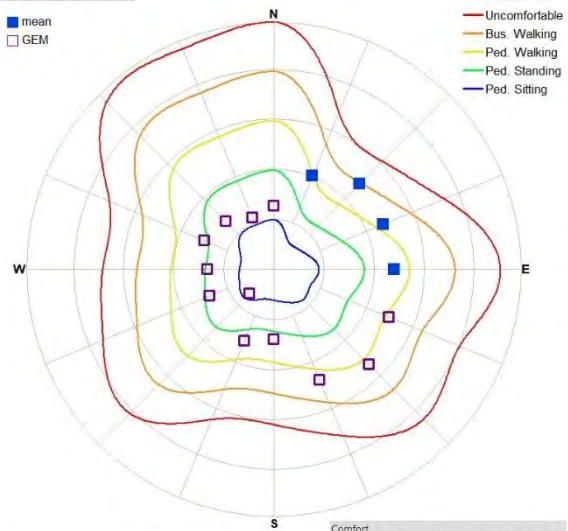 mean
GEM
Uncomfortable
Bus. Walking
Ped. Walking
Ped. Standing
Ped. Sitting
N
W
E
S
Comfort